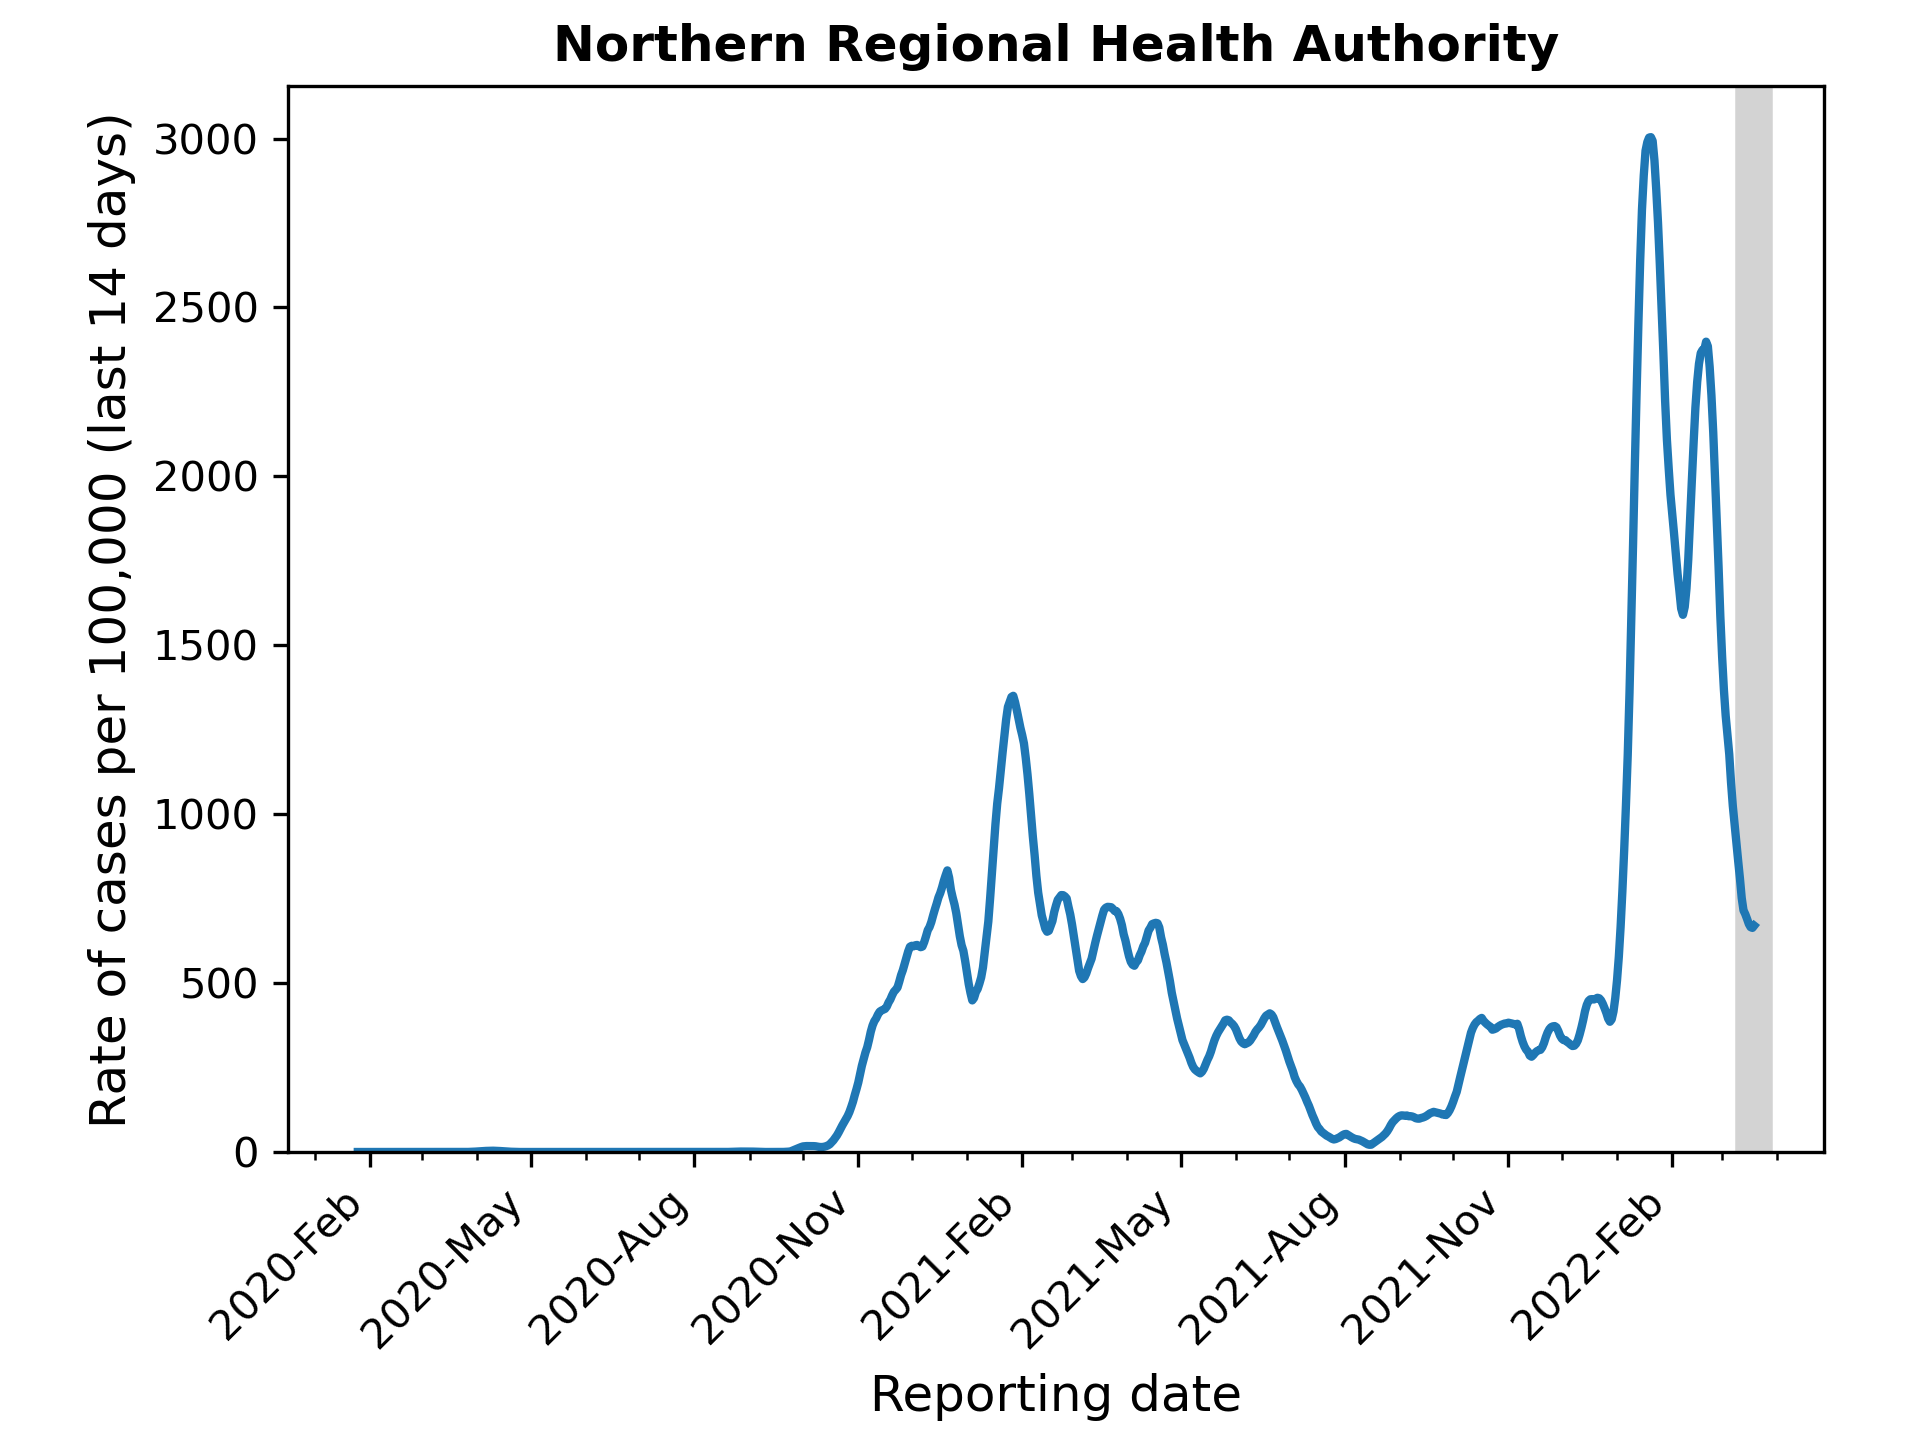 Northern Regional Health Authority
Rate of cases per 100,000 (last 14 days)
3000
2500
2000
1500
1000
500
0
2020-Feb
2020-May
2020-Aug
2020-Nov
2021-Feb
2021-May
2021-Aug
2021-Nov
2022-Feb
Reporting date